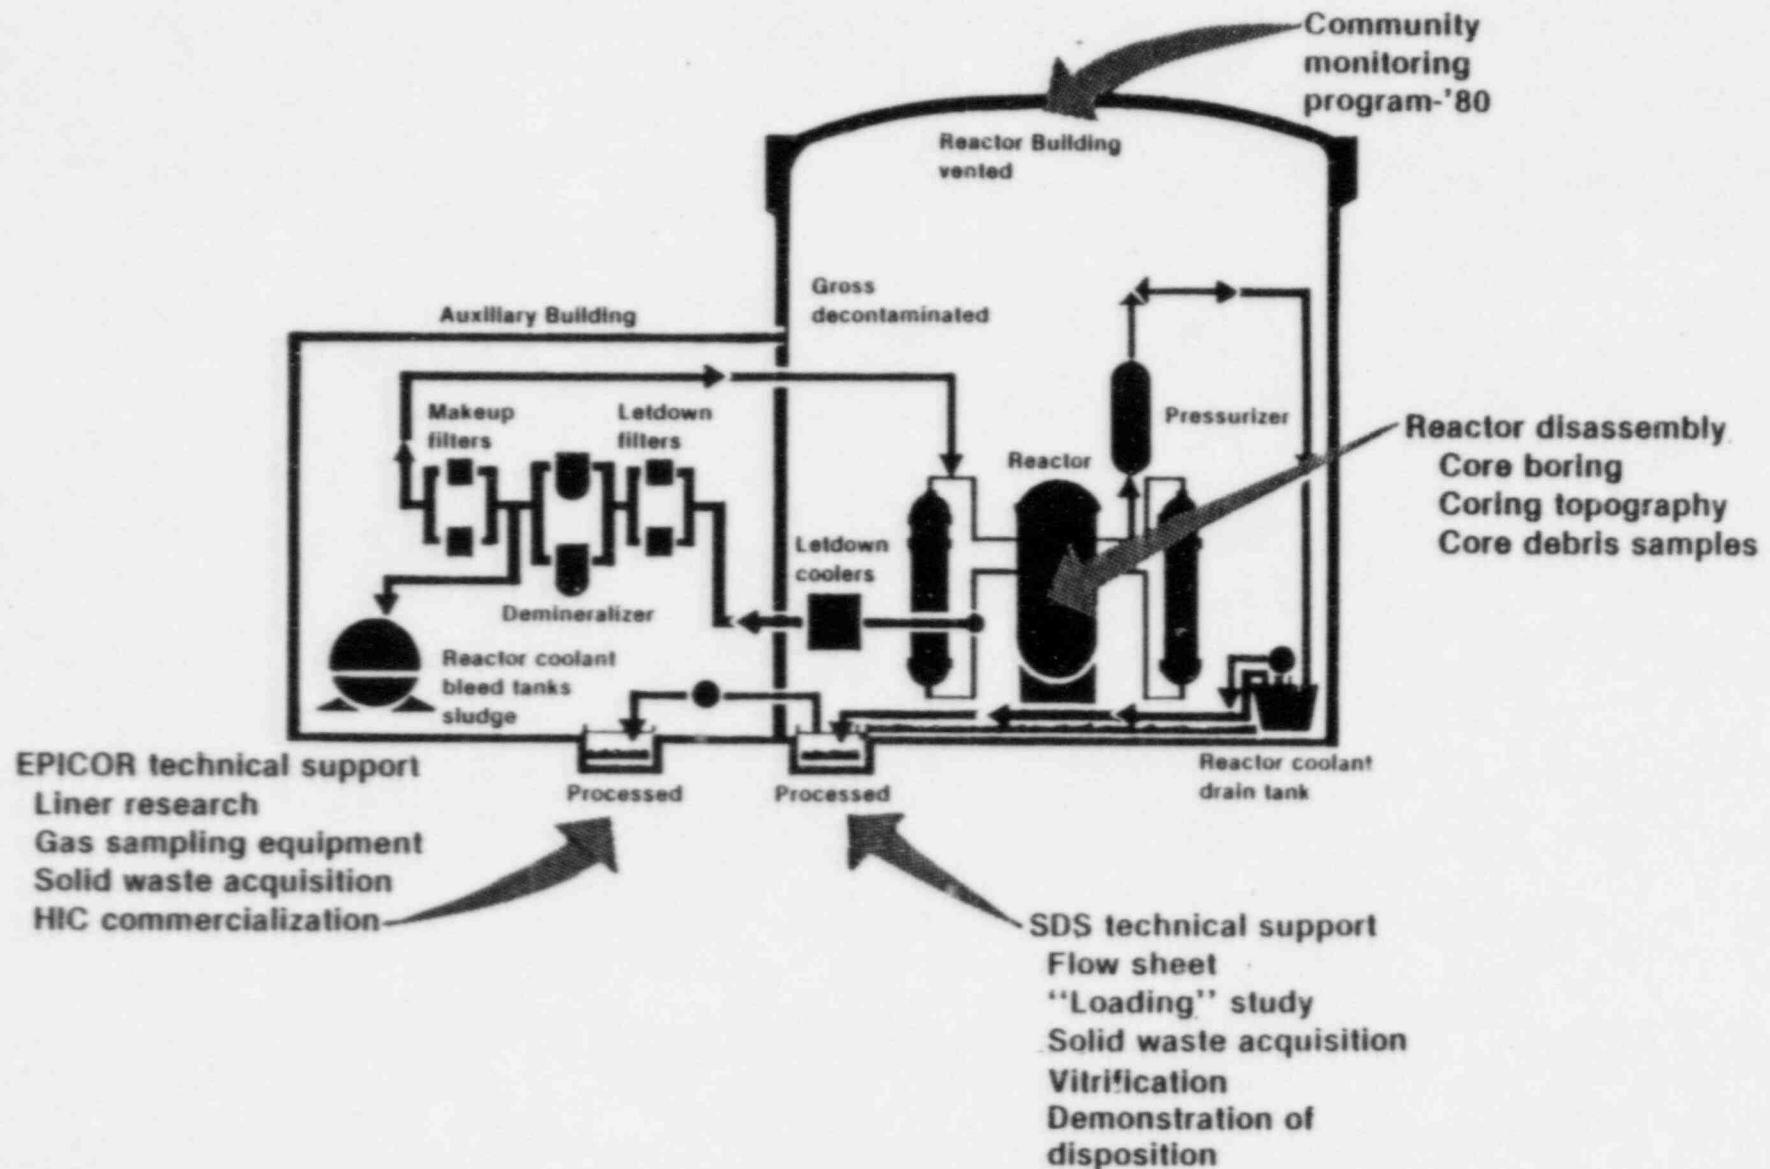 Community
monitoring
program-'80
Reactor Building
vented
Gross
decontaminated
Auxiliary Building
Makeup
filters
Letdown
filters
Pressurizer
Reactor
Reactor disassembly
Core boring
Coring topography
Core debris samples
Letdown
coolers
Demineralizer
Reactor coolant
bleed tanks
sludge
Reactor coolant
drain tank
Processed
Processed
EPICOR technical support
Liner research
Gas sampling equipment
Solid waste acquisition
HIC commercialization
SDS technical support
Flow sheet
"Loading" study
Solid waste acquisition
Vitrification
Demonstration of
disposition